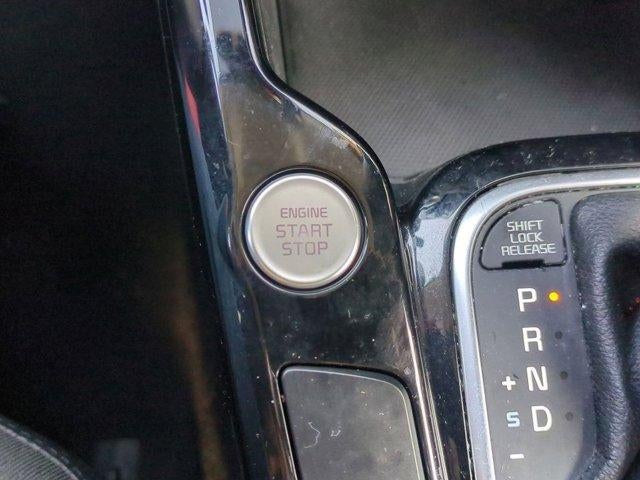 ENGINE
START
STOP
SHIFT
LOCK
RELEASE
P
R
+ N
S D
-